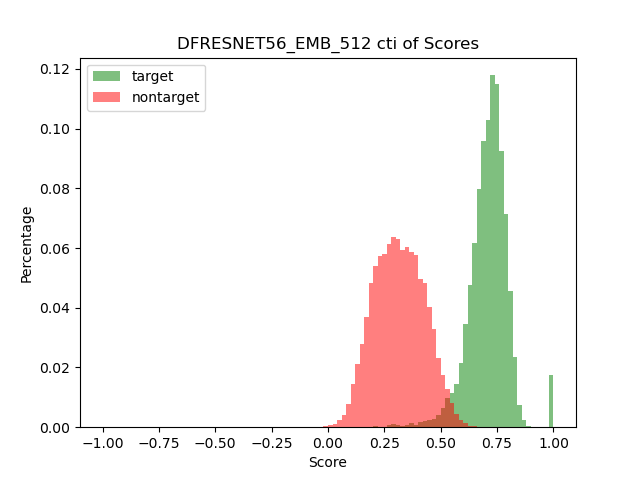 DFRESNET56_EMB_512 cti of Scores
target
nontarget
Percentage
0.12
0.10
0.08
0.06
0.04
0.02
0.00
−1.00 −0.75 −0.50 −0.25 0.00 0.25 0.50 0.75 1.00
Score